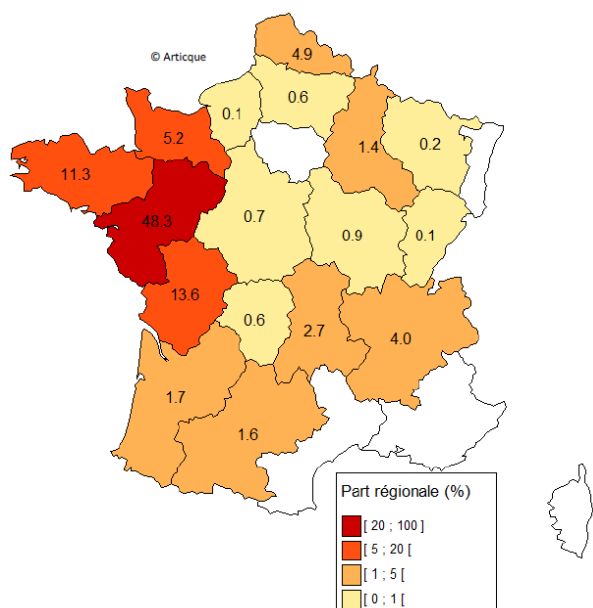 4.9
© Articque
0.6
0.1
5.2
1.4
0.2
11.3
48.3
0.7
0.9
0.1
13.6
0.6
2.7
4.0
1.7
1.6
Part régionale (%)
[ 20 ; 100 ]
[ 5 ; 20 [
[ 1 ; 5 [
[ 0 ; 1 [